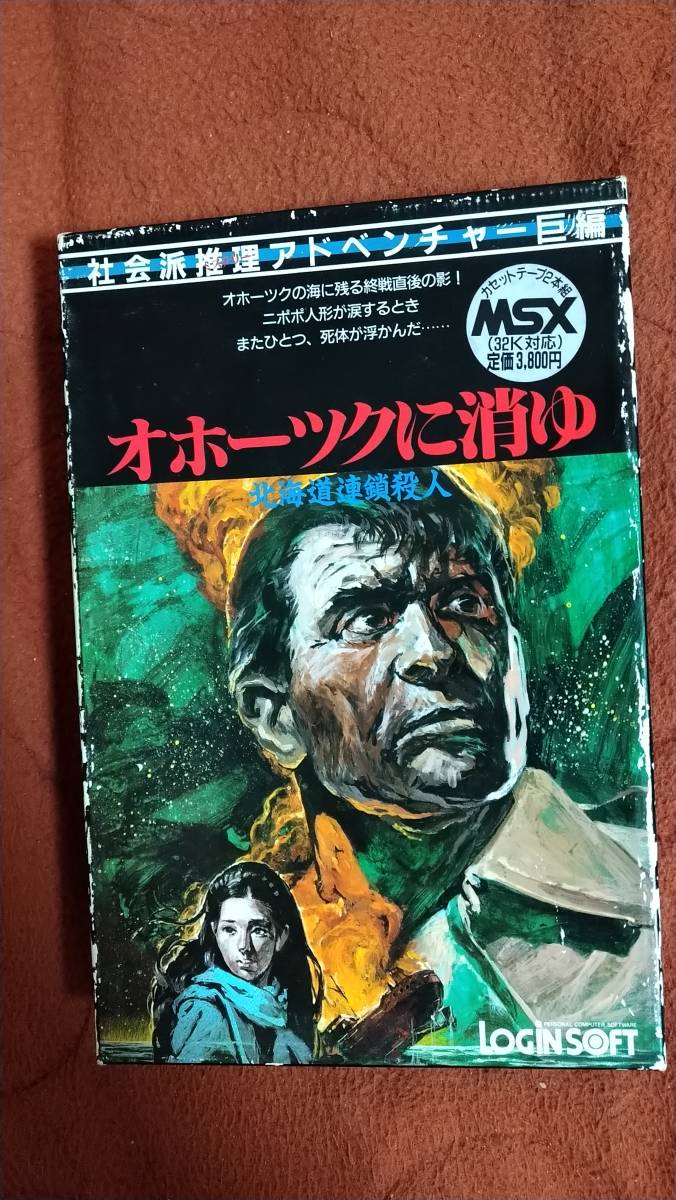 社会派推理アドベンチャー巨編
オホーツクの海に残る終戦直後の影!
ニポポ人形が涙するとき
またひとつ、死体が浮かんだ……
カセットテープ2本組
MSX
(32K対応)
定価3,800円
オホーツクに消ゆ
北海道連鎖殺人
PERSONAL COMPUTER SOFTWARE
LOGIN SOFT